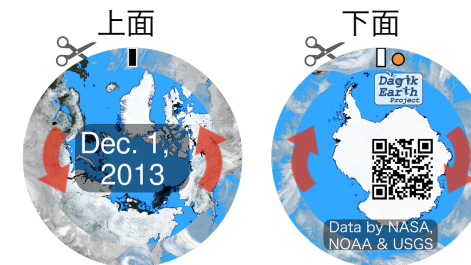 上面
下面
Dec. 1,
2013
Dagik
Earth
Project
Data by NASA,
NOAA & USGS